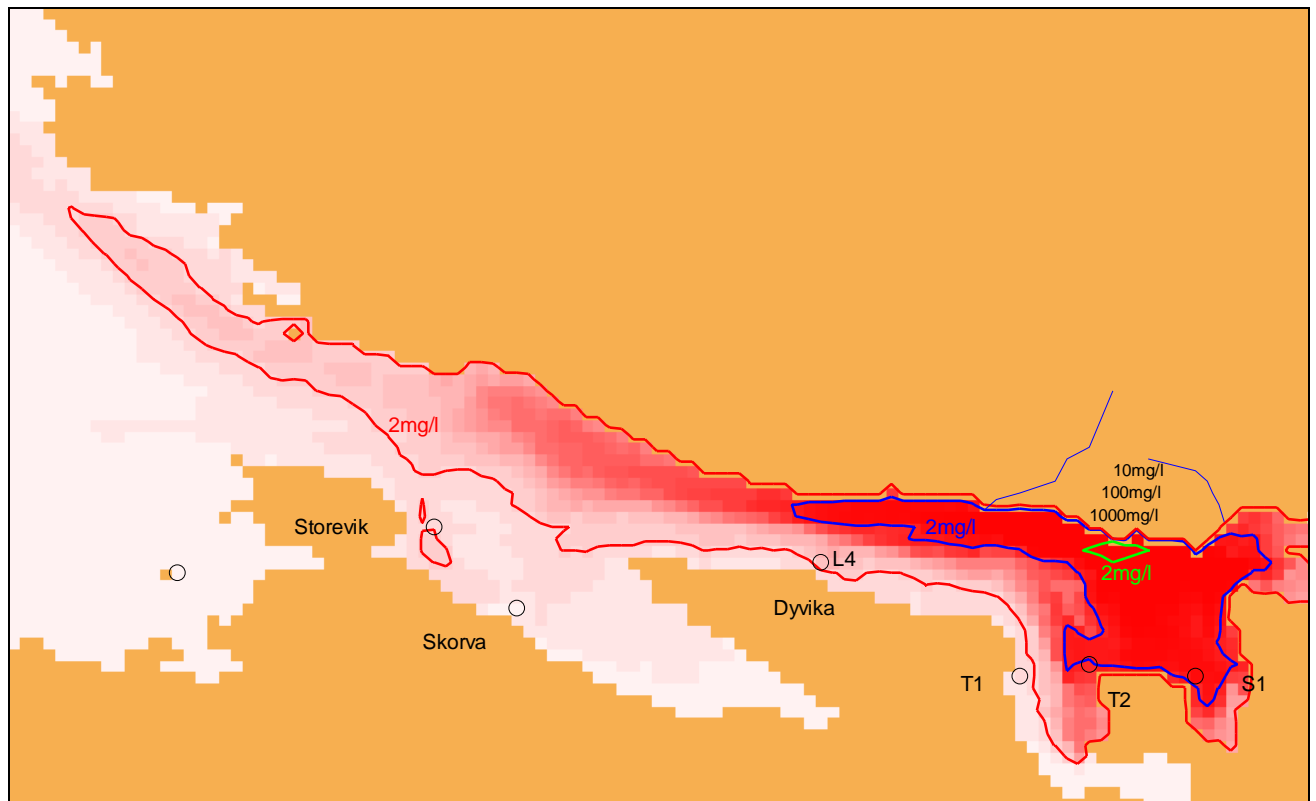 2mg/l
10mg/l
100mg/l
1000mg/l
Storevik
2mg/l
L4
2mg/l
Dyvika
Skorva
T1
T2
S1